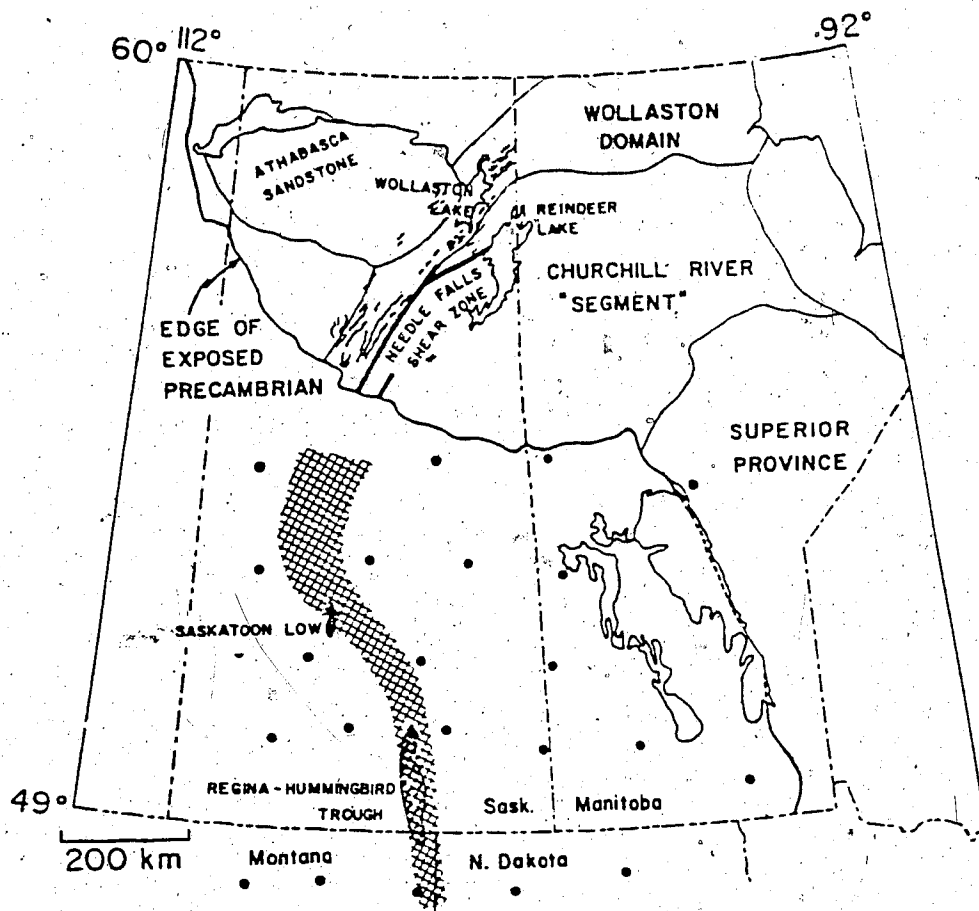 60° 112° .92°
WOLLASTON
DOMAIN
ATHABASCA
SANDSTONE
WOLLASTON
LAKE
REINDEER
LAKE
CHURCHILL RIVER
"SEGMENT"
NEEDLE FALLS
SHEAR ZONE
EDGE OF
EXPOSED
PRECAMBRIAN
SUPERIOR
PROVINCE
SASKATOON LOW
REGINA-HUMMINGBIRD
TROUGH
49°
Sask. Manitoba
200 km
Montana N. Dakota